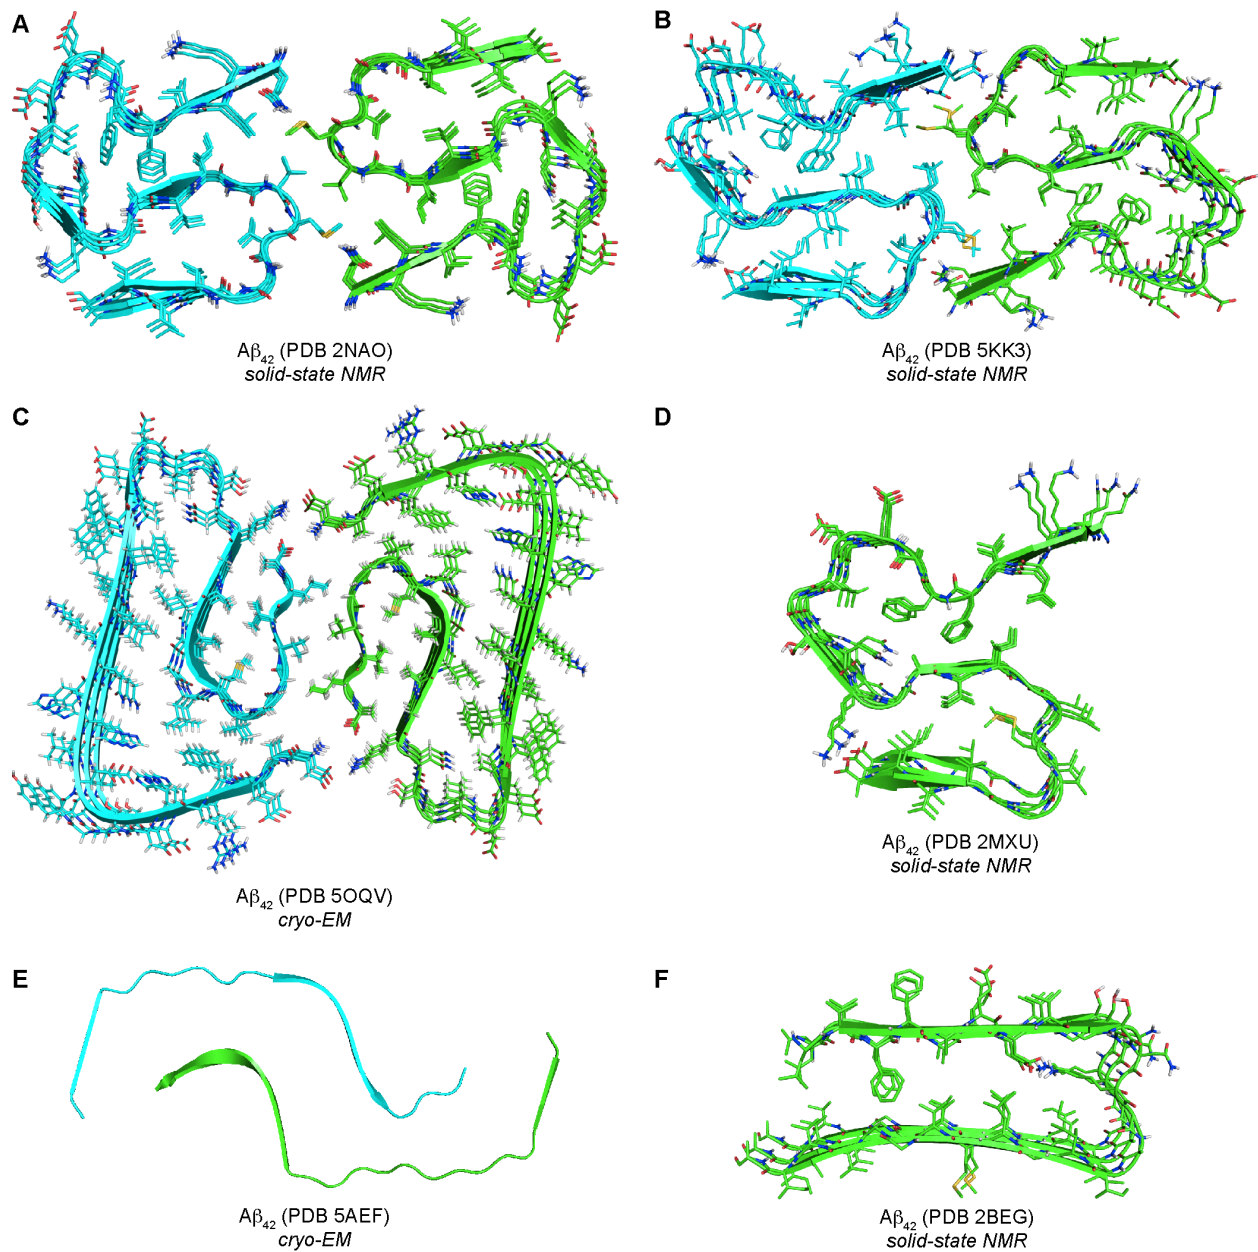 A
B
Aβ42 (PDB 2NAO)
solid-state NMR
Aβ42 (PDB 5KK3)
solid-state NMR
C
D
Aβ42 (PDB 5OQV)
cryo-EM
Aβ42 (PDB 2MXU)
solid-state NMR
E
F
Aβ42 (PDB 5AEF)
cryo-EM
Aβ42 (PDB 2BEG)
solid-state NMR